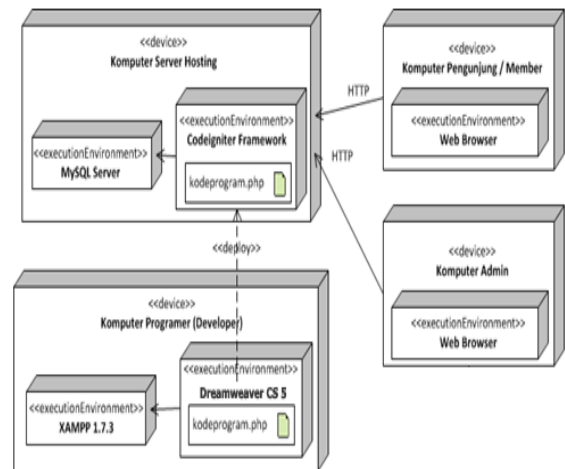 <<device>>
Komputer Server Hosting
<<executionEnvironment>>
Codeigniter Framework
kodeprogram.php
<<executionEnvironment>>
MySQL Server
<<device>>
Komputer Pengunjung / Member
<<executionEnvironment>>
Web Browser
HTTP
HTTP
<<device>>
Komputer Admin
<<executionEnvironment>>
Web Browser
<<deploy>>
<<device>>
Komputer Programer (Developer)
<<executionEnvironment>>
Dreamweaver CS 5
kodeprogram.php
<<executionEnvironment>>
XAMPP 1.7.3